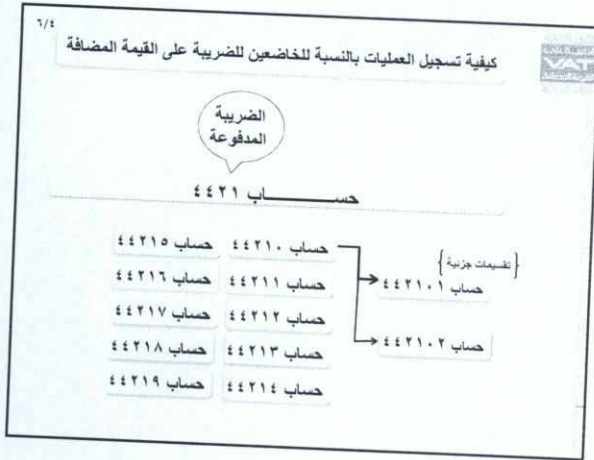 ٦/٤
كيفية تسجيل العمليات بالنسبة للخاضعين للضريبة على القيمة المضافة
VAT
الضريبة
المدفوعة
حســـــــاب ٤٤٢١
حساب ٤٤٢١٠ حساب ٤٤٢١٥
{تقسيمات جزئية}
حساب ٤٤٢١٠١
حساب ٤٤٢١١ حساب ٤٤٢١٦
حساب ٤٤٢١٢ حساب ٤٤٢١٧
حساب ٤٤٢١٠٢
حساب ٤٤٢١٣ حساب ٤٤٢١٨
حساب ٤٤٢١٤ حساب ٤٤٢١٩